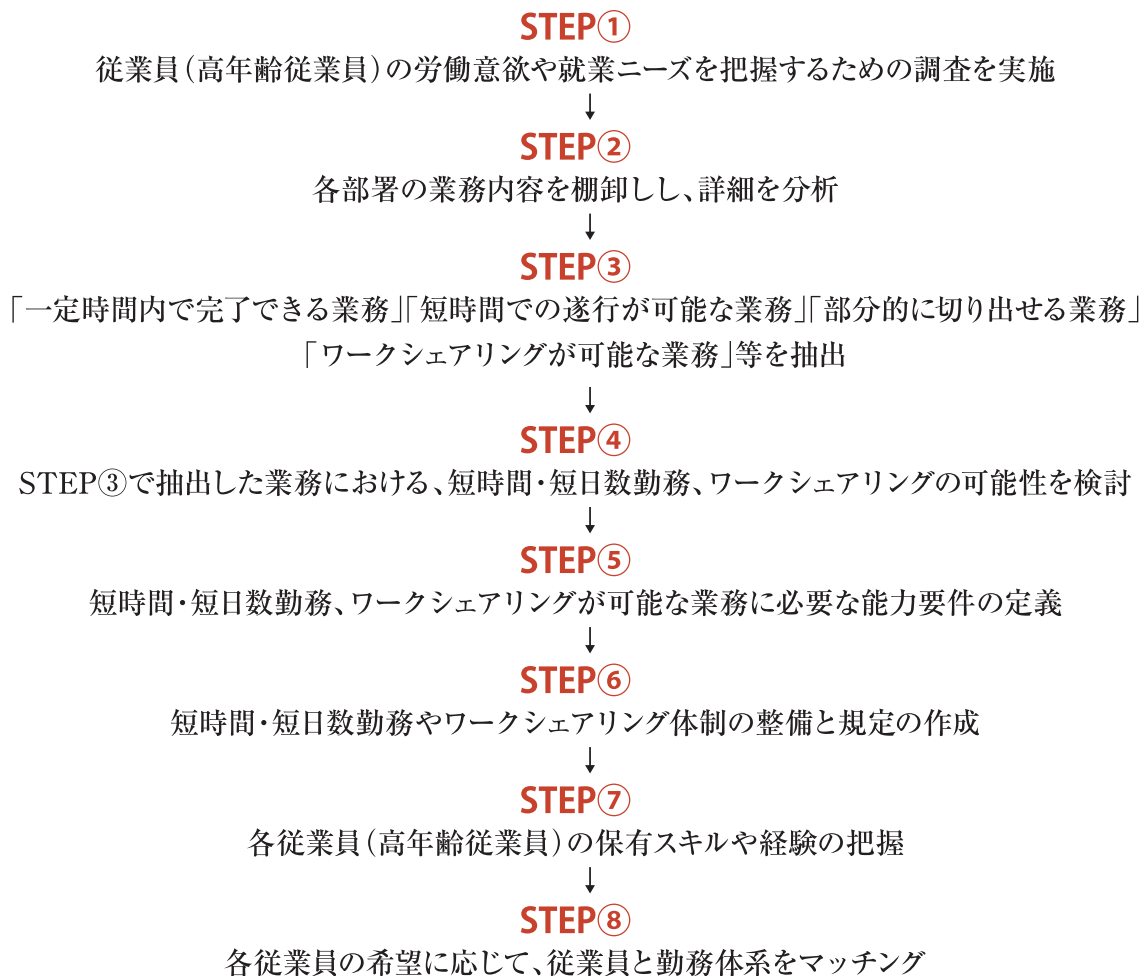 STEP①
従業員(高年齢従業員)の労働意欲や就業ニーズを把握するための調査を実施
↓
STEP②
各部署の業務内容を棚卸しし、詳細を分析
↓
STEP③
「一定時間内で完了できる業務」「短時間での遂行が可能な業務」「部分的に切り出せる業務」
「ワークシェアリングが可能な業務」等を抽出
↓
STEP④
STEP③で抽出した業務における、短時間・短日数勤務、ワークシェアリングの可能性を検討
↓
STEP⑤
短時間・短日数勤務、ワークシェアリングが可能な業務に必要な能力要件の定義
↓
STEP⑥
短時間・短日数勤務やワークシェアリング体制の整備と規定の作成
↓
STEP⑦
各従業員(高年齢従業員)の保有スキルや経験の把握
↓
STEP⑧
各従業員の希望に応じて、従業員と勤務体系をマッチング